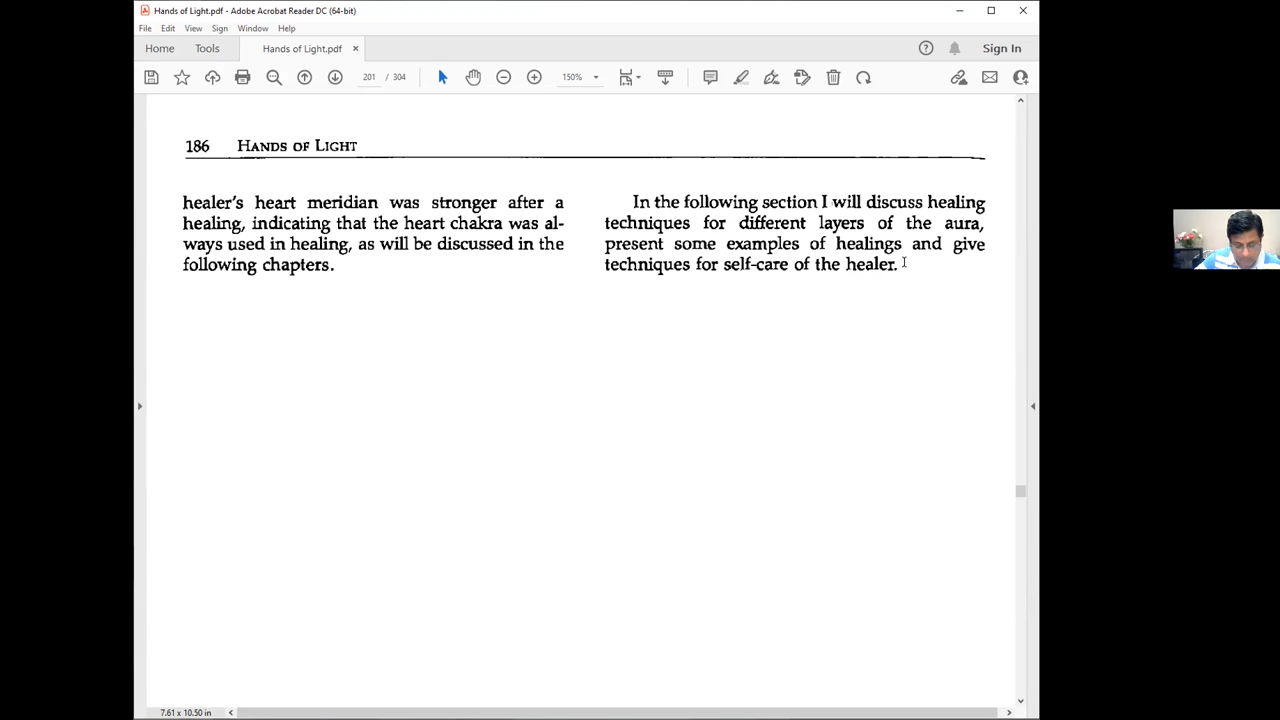 Hands of Light.pdf - Adobe Acrobat Reader DC (64-bit)
File Edit View Sign Window Help
Home Tools Hands of Light.pdf × Sign In
201 / 304 150%
186 HANDS OF LIGHT
healer's heart meridian was stronger after a
healing, indicating that the heart chakra was al-
ways used in healing, as will be discussed in the
following chapters.
In the following section I will discuss healing
techniques for different layers of the aura,
present some examples of healings and give
techniques for self-care of the healer.
7.61 x 10.50 in